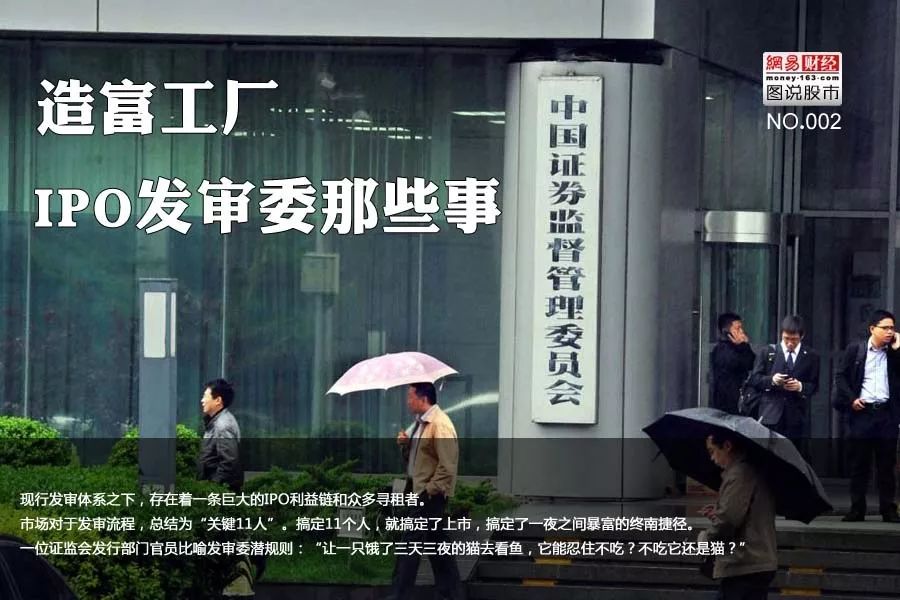 造富工厂
IPO发审委那些事
中国证券监督管理委员会
網易财经
money·163.com
图说股市
NO.002
现行发审体系之下，存在着一条巨大的IPO利益链和众多寻租者。
市场对于发审流程，总结为“关键11人”。搞定11个人，就搞定了上市，搞定了一夜之间暴富的终南捷径。
一位证监会发行部门官员比喻发审委潜规则：“让一只饿了三天三夜的猫去看鱼，它能忍住不吃？不吃它还是猫？”